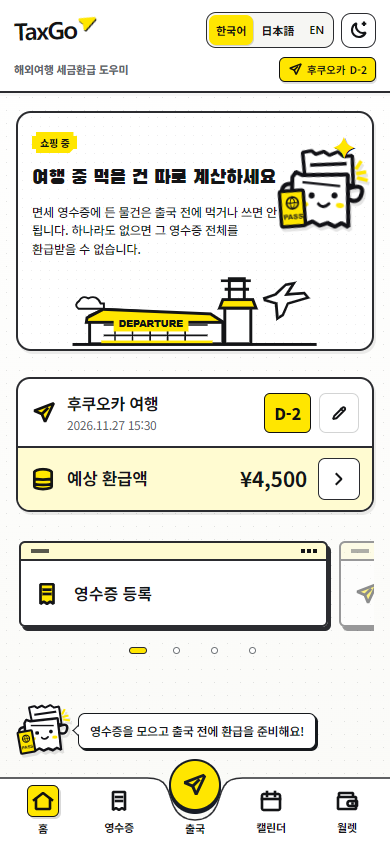 TaxGo
한국어 日本語 EN
해외여행 세금환급 도우미
후쿠오카 D-2
쇼핑 중
여행 중 먹을 건 따로 계산하세요
면세 영수증에 든 물건은 출국 전에 먹거나 쓰면 안
됩니다. 하나라도 없으면 그 영수증 전체를
환급받을 수 없습니다.
PASS
DEPARTURE
후쿠오카 여행
D-2
2026.11.27 15:30
예상 환급액
¥4,500
영수증 등록
PASS
영수증을 모으고 출국 전에 환급을 준비해요!
홈 영수증 출국 캘린더 월렛